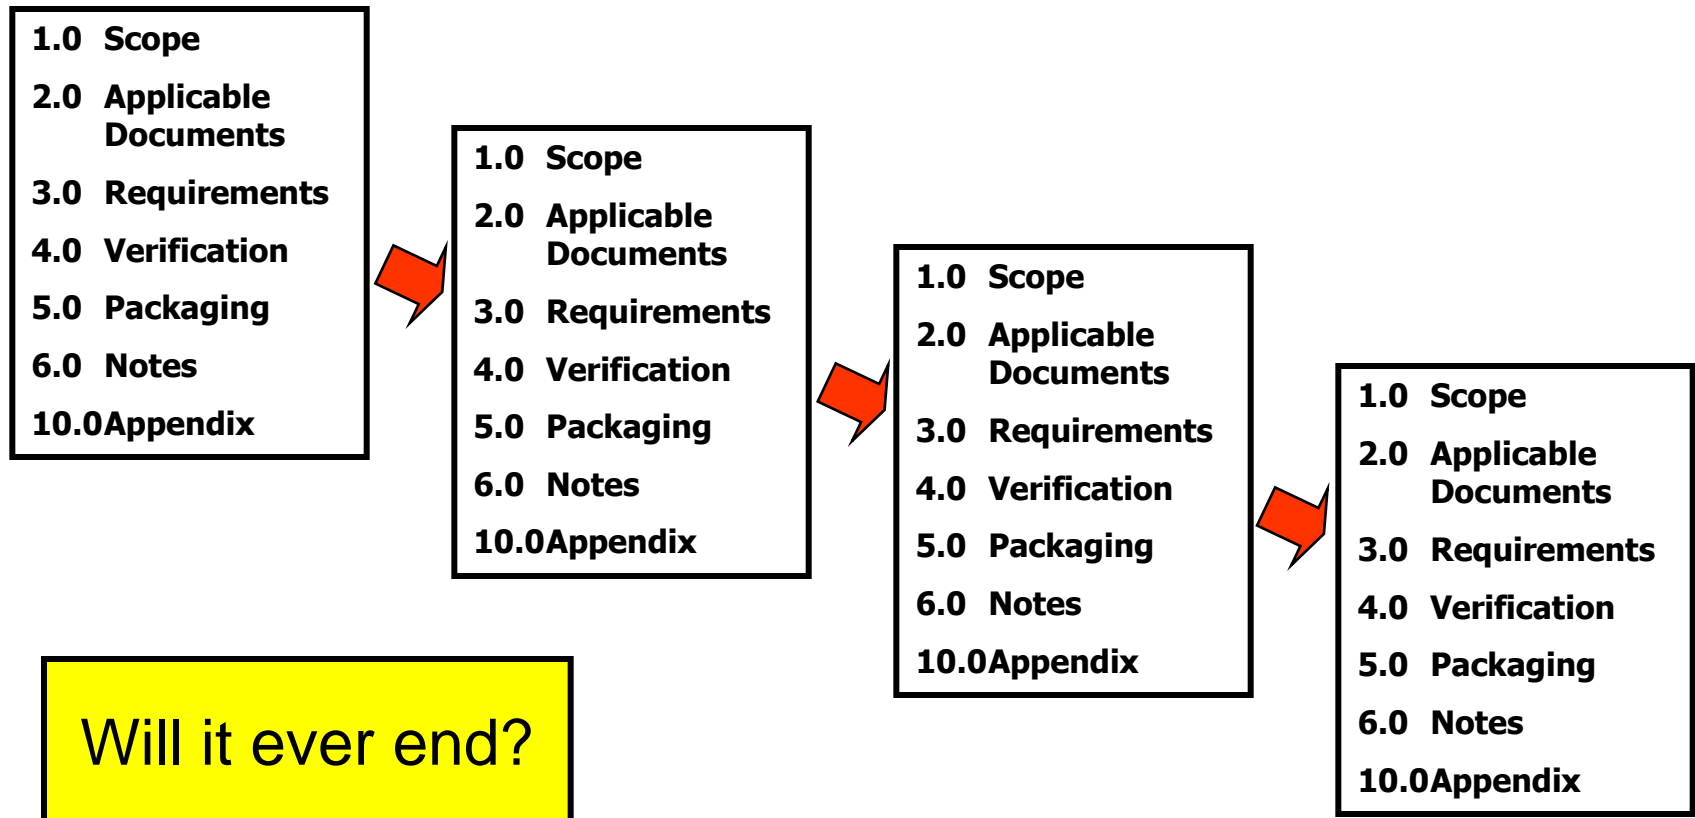 1.0 Scope
2.0 Applicable
Documents
3.0 Requirements
4.0 Verification
5.0 Packaging
6.0 Notes
10.0Appendix
1.0 Scope
2.0 Applicable
Documents
3.0 Requirements
4.0 Verification
5.0 Packaging
6.0 Notes
10.0Appendix
1.0 Scope
2.0 Applicable
Documents
3.0 Requirements
4.0 Verification
5.0 Packaging
6.0 Notes
10.0Appendix
1.0 Scope
2.0 Applicable
Documents
3.0 Requirements
4.0 Verification
5.0 Packaging
6.0 Notes
10.0Appendix
Will it ever end?